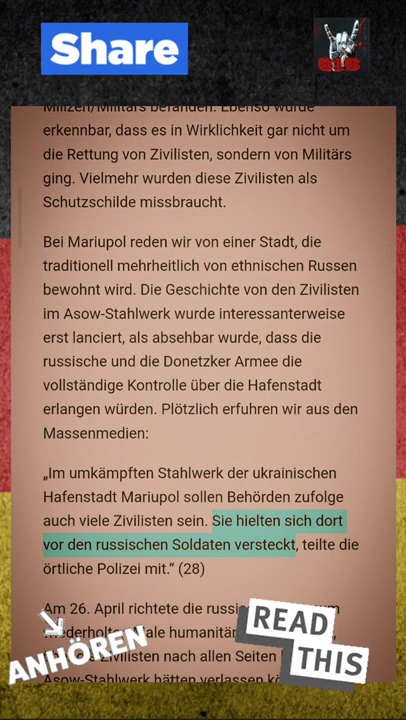 Share
818
Milizen/Militärs befanden. Ebenso wurde
erkennbar, dass es in Wirklichkeit gar nicht um
die Rettung von Zivilisten, sondern von Militärs
ging. Vielmehr wurden diese Zivilisten als
Schutzschilde missbraucht.
Bei Mariupol reden wir von einer Stadt, die
traditionell mehrheitlich von ethnischen Russen
bewohnt wird. Die Geschichte von den Zivilisten
im Asow-Stahlwerk wurde interessanterweise
erst lanciert, als absehbar wurde, dass die
russische und die Donetzker Armee die
vollständige Kontrolle über die Hafenstadt
erlangen würden. Plötzlich erfuhren wir aus den
Massenmedien:
„Im umkämpften Stahlwerk der ukrainischen
Hafenstadt Mariupol sollen Behörden zufolge
auch viele Zivilisten sein. Sie hielten sich dort
vor den russischen Soldaten versteckt, teilte die
örtliche Polizei mit.“ (28)
Am 26. April richtete die
Zivilisten nach allen Seiten
Asow-Stahlwerk hätten verlassen
ANHÖREN
READ
THIS